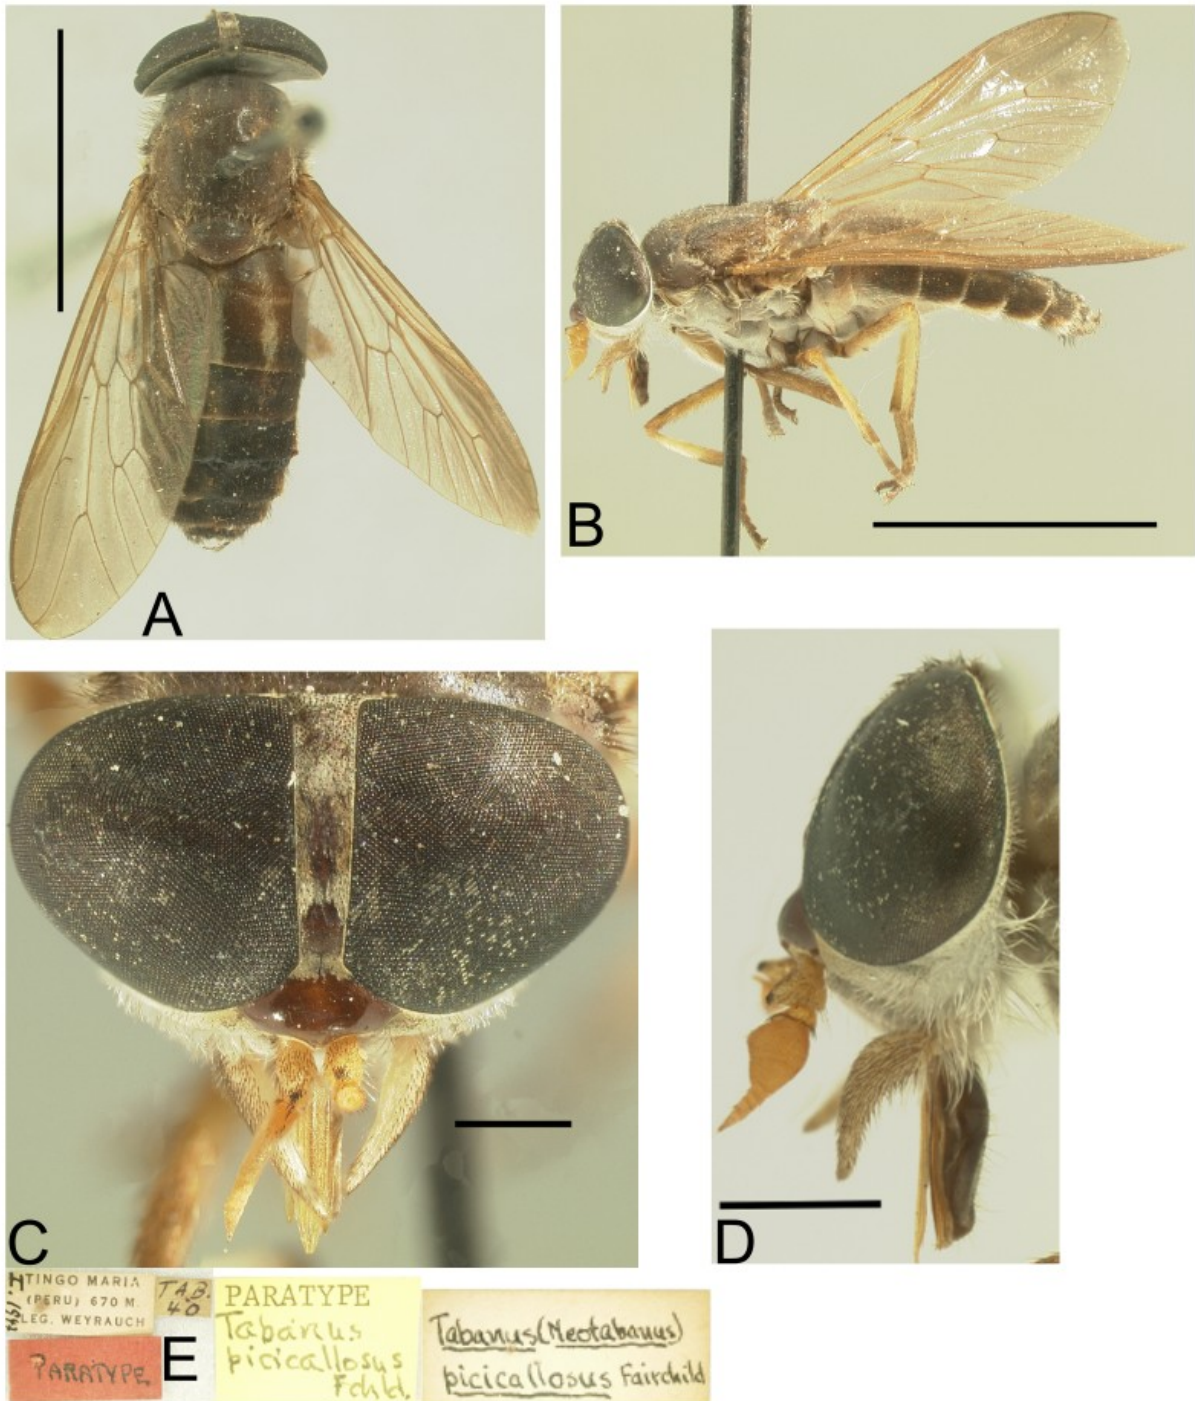 A
B
C
D
TINGO MARIA
(PERU) 670 M.
LEG. WEYRAUCH
TAB.
40
PARATYPE
E
PARATYPE
Tabanus
picicallosus
Fchld.
Tabanus (Neotabanus)
picicallosus Fairchild